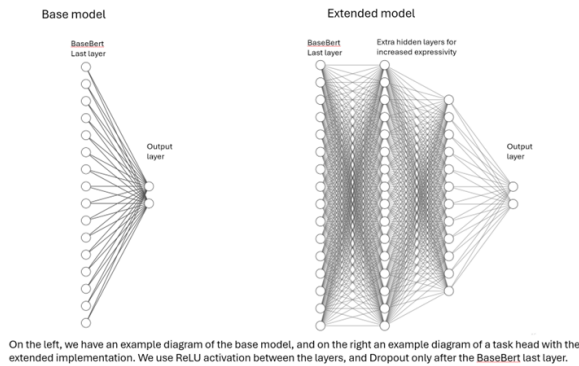 Base model
Extended model
BaseBert
Last layer
Output
layer
BaseBert
Last layer
Extra hidden layers for
increased expressivity
Output
layer
On the left, we have an example diagram of the base model, and on the right an example diagram of a task head with the
extended implementation. We use ReLU activation between the layers, and Dropout only after the BaseBert last layer.